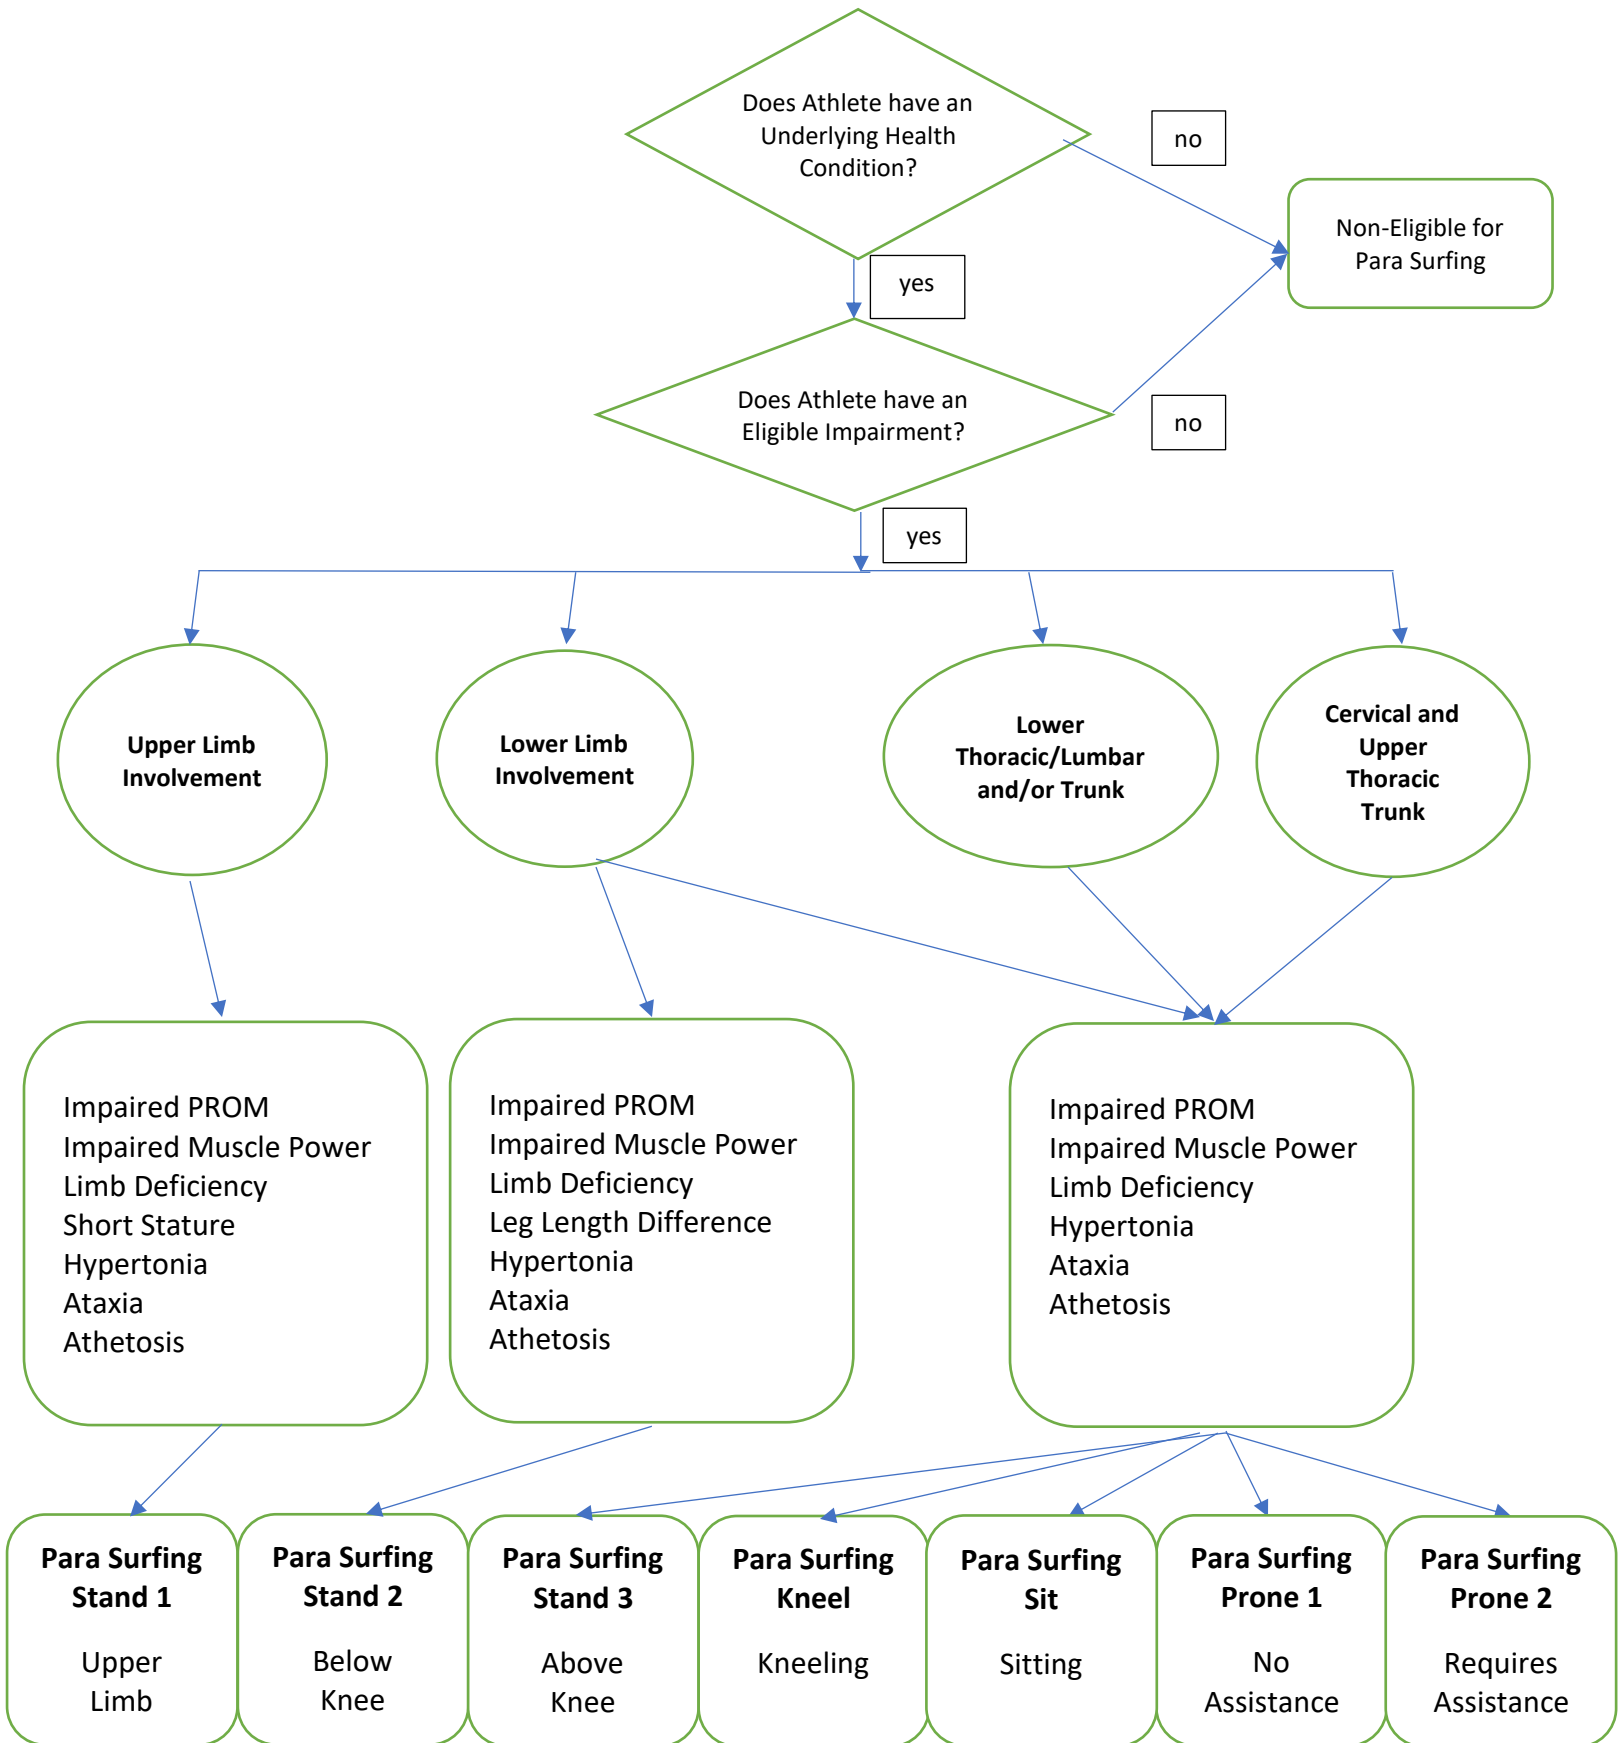 Does Athlete have an
Underlying Health
Condition?
no
Non-Eligible for
Para Surfing
yes
Does Athlete have an
Eligible Impairment?
no
yes
Upper Limb
Involvement
Lower Limb
Involvement
Lower
Thoracic/Lumbar
and/or Trunk
Cervical and
Upper
Thoracic
Trunk
Impaired PROM
Impaired Muscle Power
Limb Deficiency
Short Stature
Hypertonia
Ataxia
Athetosis
Impaired PROM
Impaired Muscle Power
Limb Deficiency
Leg Length Difference
Hypertonia
Ataxia
Athetosis
Impaired PROM
Impaired Muscle Power
Limb Deficiency
Hypertonia
Ataxia
Athetosis
Para Surfing
Stand 1
Upper
Limb
Para Surfing
Stand 2
Below
Knee
Para Surfing
Stand 3
Above
Knee
Para Surfing
Kneel
Kneeling
Para Surfing
Sit
Sitting
Para Surfing
Prone 1
No
Assistance
Para Surfing
Prone 2
Requires
Assistance